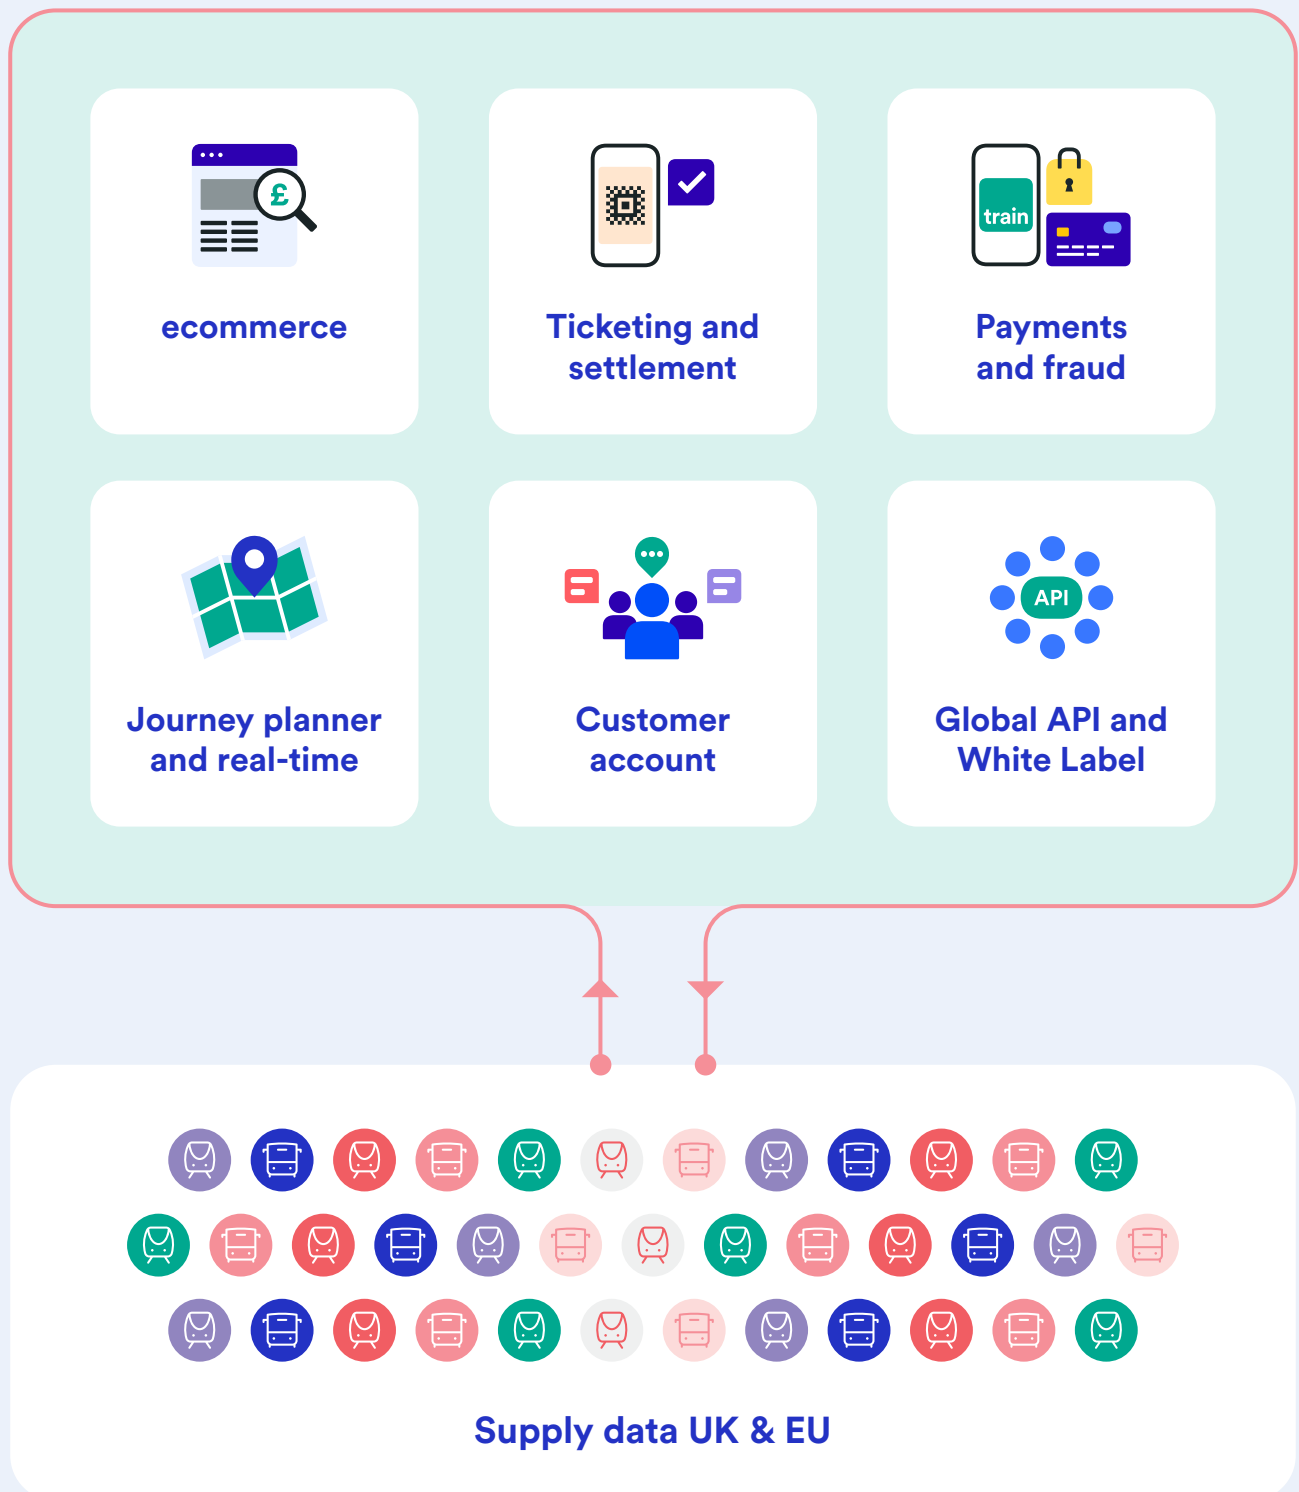 £
train
ecommerce
Ticketing and
settlement
Payments
and fraud
API
Journey planner
and real-time
Customer
account
Global API and
White Label
Supply data UK & EU